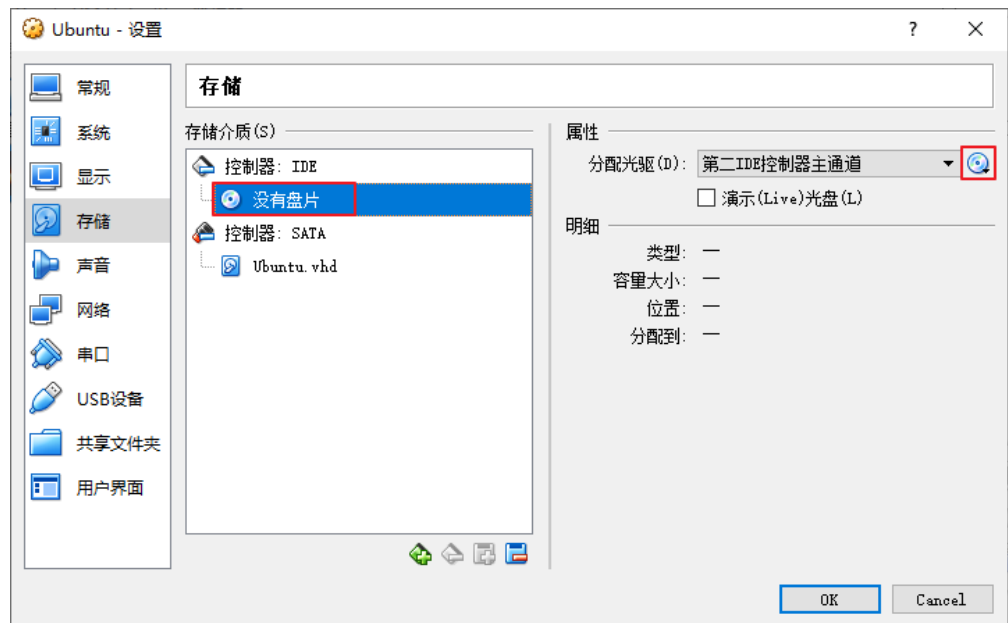 Ubuntu - 设置
?
常规
系统
显示
存储
声音
网络
串口
USB设备
共享文件夹
用户界面
存储
存储介质(S)
控制器: IDE
没有盘片
控制器: SATA
Ubuntu.vhd
属性
分配光驱(D): 第二IDE控制器主通道
演示(Live)光盘(L)
明细
类型: —
容量大小: —
位置: —
分配到: —
OK
Cancel